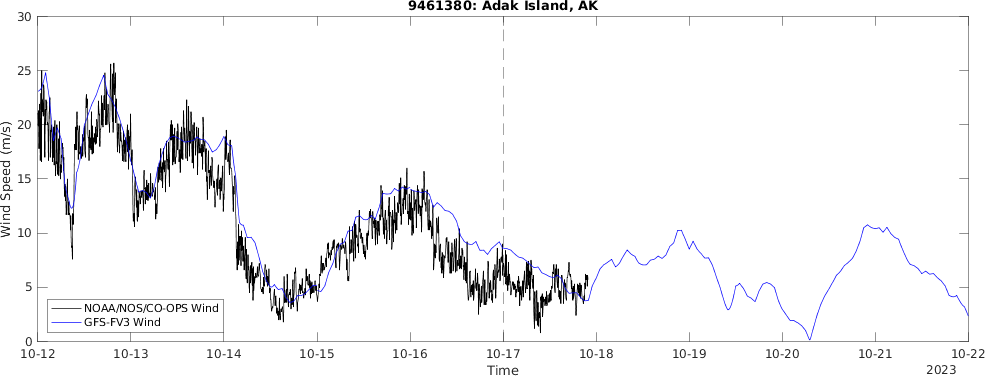 9461380: Adak Island, AK
30
25
20
15
10
5
0
Wind Speed (m/s)
NOAA/NOS/CO-OPS Wind
GFS-FV3 Wind
10-12 10-13 10-14 10-15 10-16 10-17 10-18 10-19 10-20 10-21 10-22
Time
2023